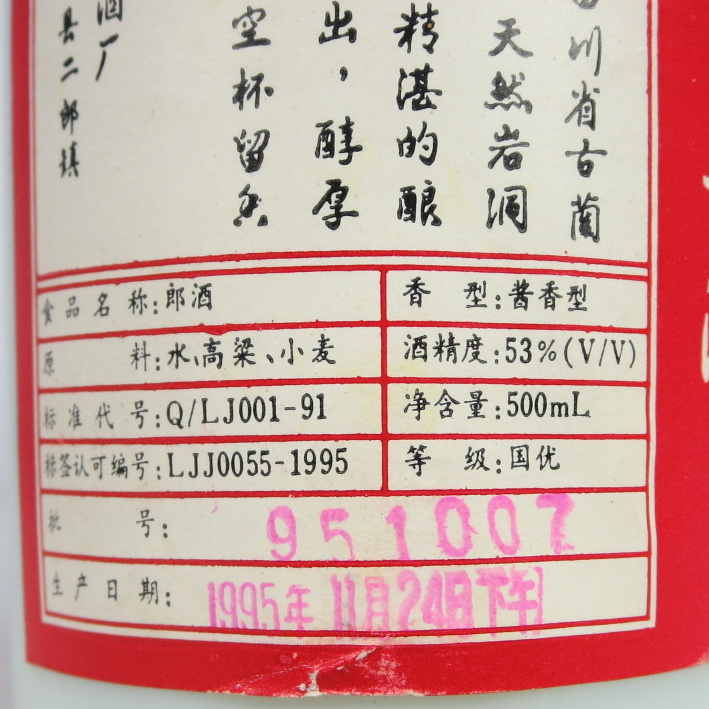 川省古蔺
天然岩洞
精湛的酿
出，醇厚
空杯留香
酒厂
县二郎镇
食品名称:郎酒
香型:酱香型
原料:水、高粱、小麦
酒精度:53%(V/V)
标准代号:Q/LJ001-91
净含量:500mL
标签认可编号:LJJ0055-1995
等级:国优
批号:951007
生产日期:1995年11月24日下午